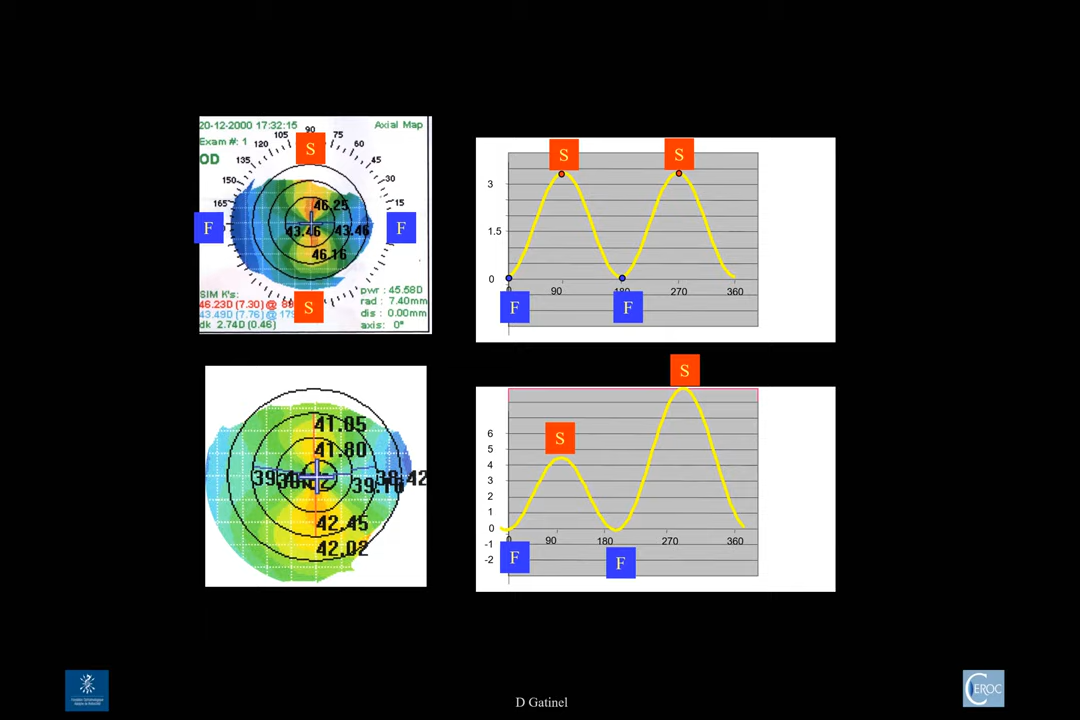 20-12-2000 17:32:15 Axial Map
Exam #: 1
OD
90
105 75
120 60
135 45
150 30
165 15
S
F F
46.25
43.46 43.46
46.16
S
SIM K's:
46.23D (7.30) @
43.49D (7.76) @
dk 2.74D (0.46)
pwr : 45.58D
rad : 7.40mm
dis : 0.00mm
axis: 0°
S S
3
1.5
0
90 180 270 360
F F
41.05
41.80
39.16
42.45
42.02
S
S
6
5
4
3
2
1
0
-1
-2
0 90 180 270 360
F F
D Gatinel
EROC